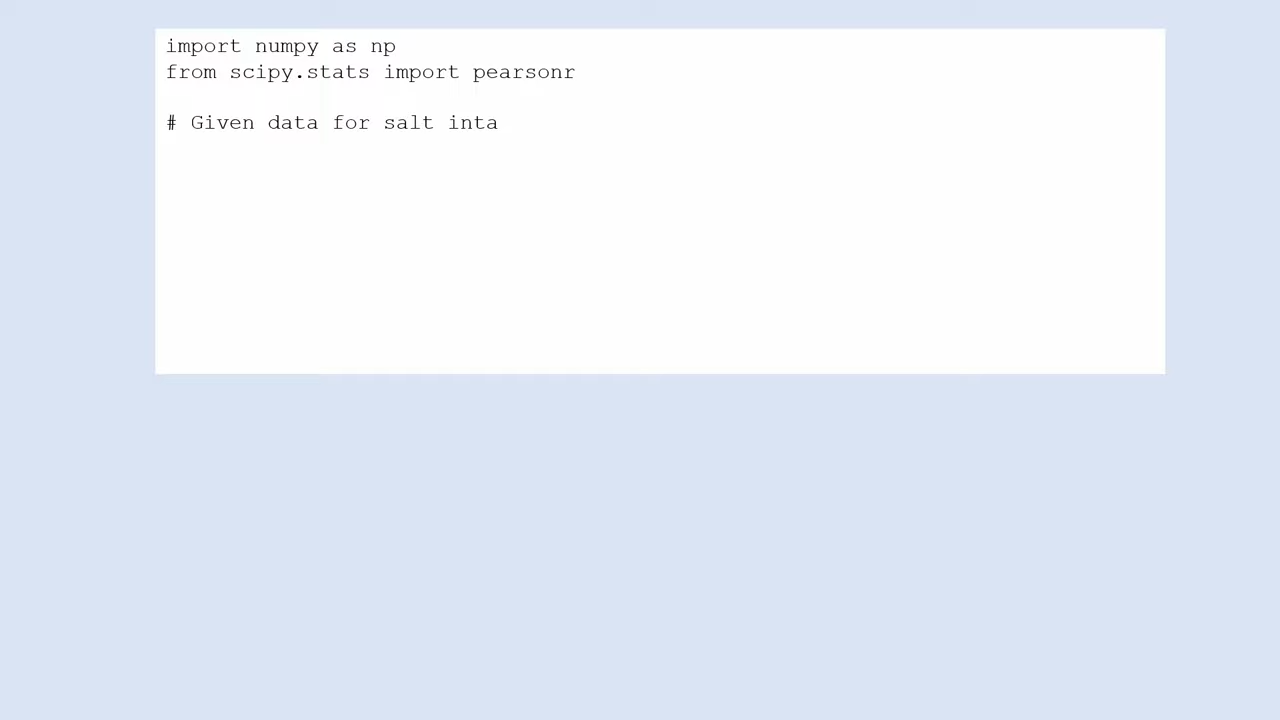 import numpy as np
from scipy.stats import pearsonr
# Given data for salt inta